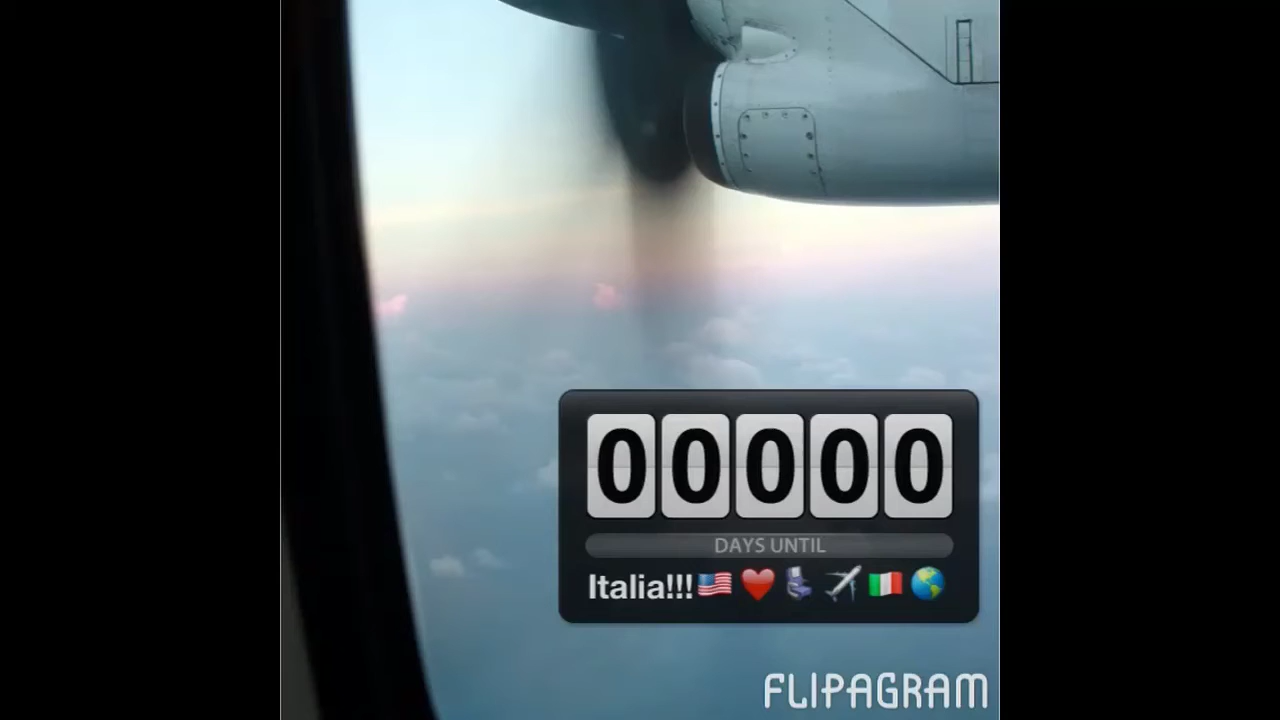 00000
DAYS UNTIL
Italia!!!🇺🇸❤️💺✈️🇮🇹🌎
FLIPAGRAM